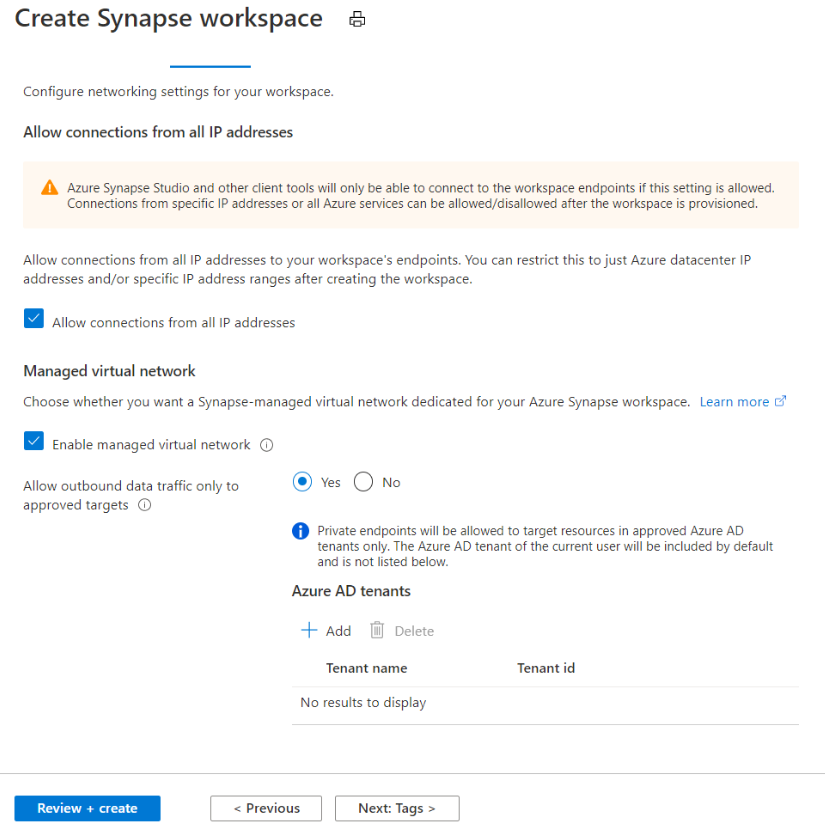 Create Synapse workspace
Configure networking settings for your workspace.
Allow connections from all IP addresses
Azure Synapse Studio and other client tools will only be able to connect to the workspace endpoints if this setting is allowed.
Connections from specific IP addresses or all Azure services can be allowed/disallowed after the workspace is provisioned.
Allow connections from all IP addresses to your workspace's endpoints. You can restrict this to just Azure datacenter IP
addresses and/or specific IP address ranges after creating the workspace.
Allow connections from all IP addresses
Managed virtual network
Choose whether you want a Synapse-managed virtual network dedicated for your Azure Synapse workspace. Learn more
Enable managed virtual network
Allow outbound data traffic only to
approved targets
Yes No
Private endpoints will be allowed to target resources in approved Azure AD
tenants only. The Azure AD tenant of the current user will be included by default
and is not listed below.
Azure AD tenants
Add Delete
Tenant name Tenant id
No results to display
Review + create < Previous Next: Tags >